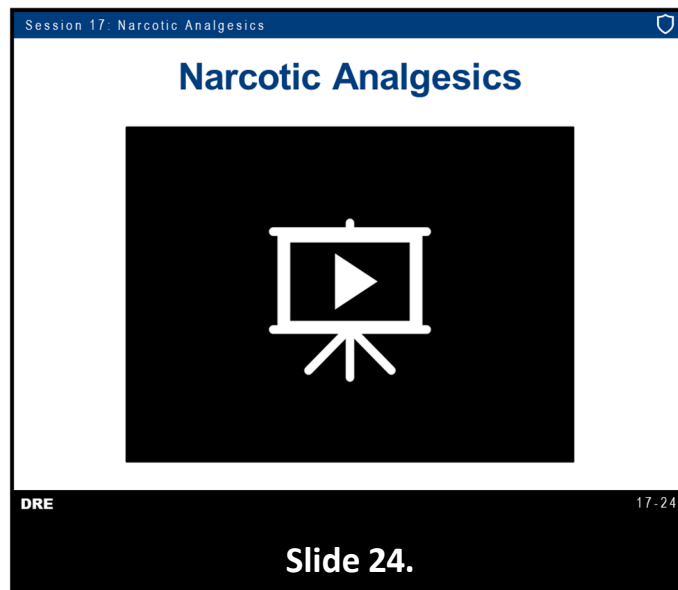 Session 17: Narcotic Analgesics
Narcotic Analgesics
DRE
17-24
Slide 24.